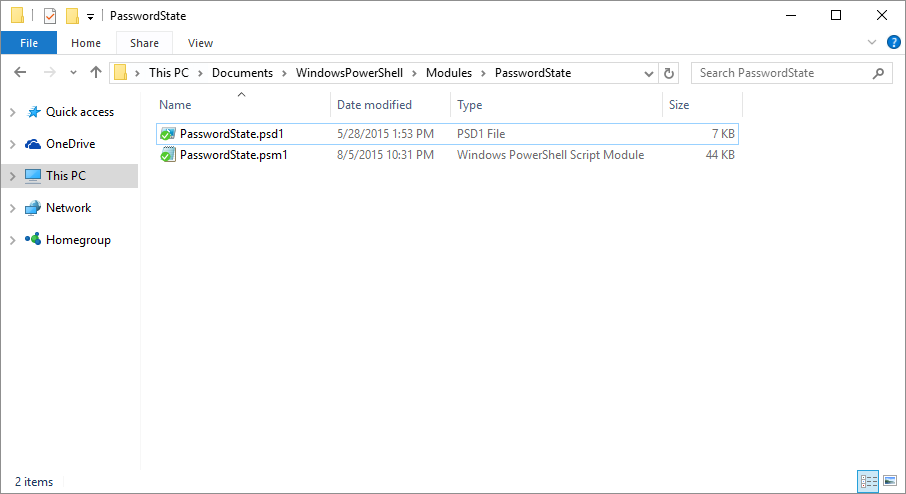 PasswordState
File Home Share View
This PC Documents WindowsPowerShell Modules PasswordState Search PasswordState
Name Date modified Type Size
Quick access
PasswordState.psd1 5/28/2015 1:53 PM PSD1 File 7 KB
OneDrive
PasswordState.psm1 8/5/2015 10:31 PM Windows PowerShell Script Module 44 KB
This PC
Network
Homegroup
2 items